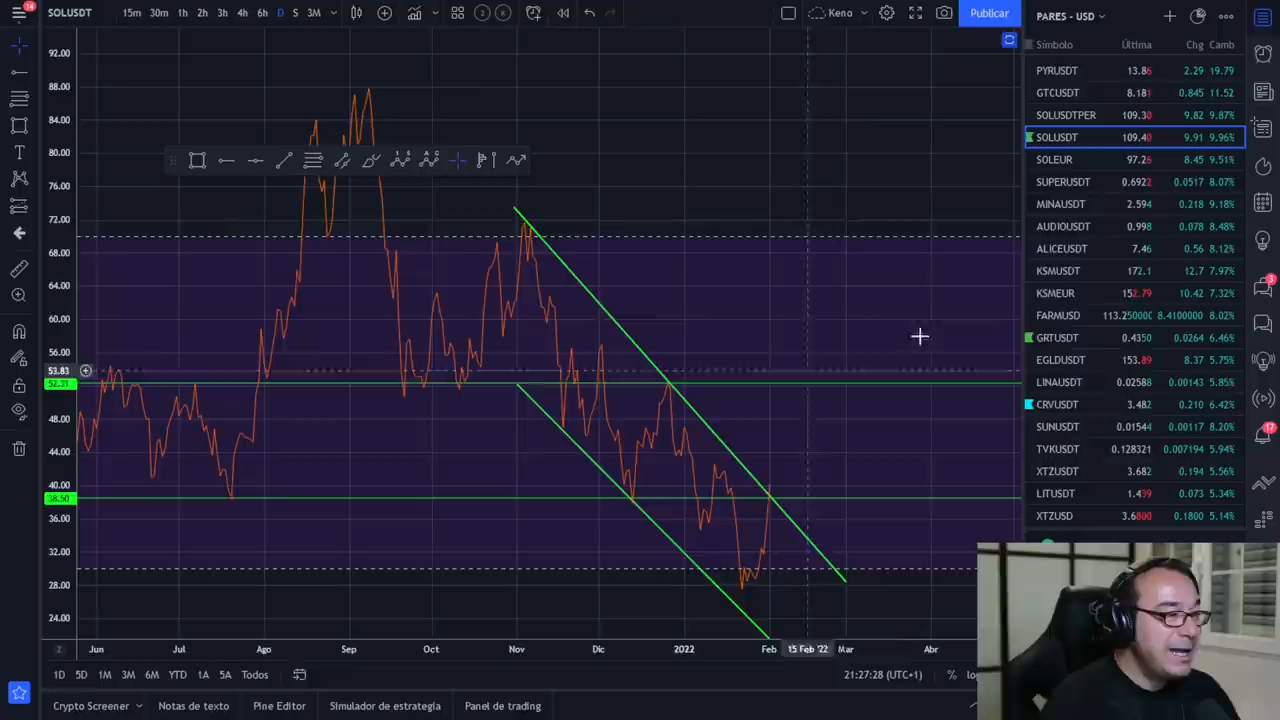 14
SOLUSDT 15m 30m 1h 2h 3h 4h 6h D S 3M Keno Publicar
PARES - USD
Símbolo Última Chg Camb
PYRUSDT 13.86 2.29 19.79
GTCUSDT 8.181 0.845 11.52
SOLUSDTPER 109.30 9.82 9.87%
SOLUSDT 109.40 9.91 9.96%
SOLEUR 97.26 8.45 9.51%
SUPERUSDT 0.6922 0.0517 8.07%
MINAUSDT 2.594 0.218 9.18%
AUDIOUSDT 0.998 0.078 8.48%
ALICEUSDT 7.46 0.56 8.12%
KSMUSDT 172.1 12.7 7.97%
KSMEUR 152.79 10.42 7.32%
FARMUSD 113.25000C 8.4100000 8.02%
GRTUSDT 0.4350 0.0264 6.46%
EGLDUSDT 153.89 8.37 5.75%
LINAUSDT 0.02588 0.00143 5.85%
CRVUSDT 3.482 0.210 6.42%
SUNUSDT 0.01544 0.00117 8.20%
TVKUSDT 0.128321 0.007194 5.94%
XTZUSDT 3.682 0.194 5.56%
LITUSDT 1.439 0.073 5.34%
XTZUSD 3.6800 0.1800 5.14%
3
17
92.00
88.00
84.00
80.00
76.00
72.00
68.00
64.00
60.00
56.00
53.83
52.31
48.00
44.00
40.00
38.50
36.00
32.00
28.00
24.00
Jun Jul Ago Sep Oct Nov Dic 2022 Feb 15 Feb '22 Mar Abr
1D 5D 1M 3M 6M YTD 1A 5A Todos 21:27:28 (UTC+1) %
Crypto Screener Notas de texto Pine Editor Simulador de estrategia Panel de trading